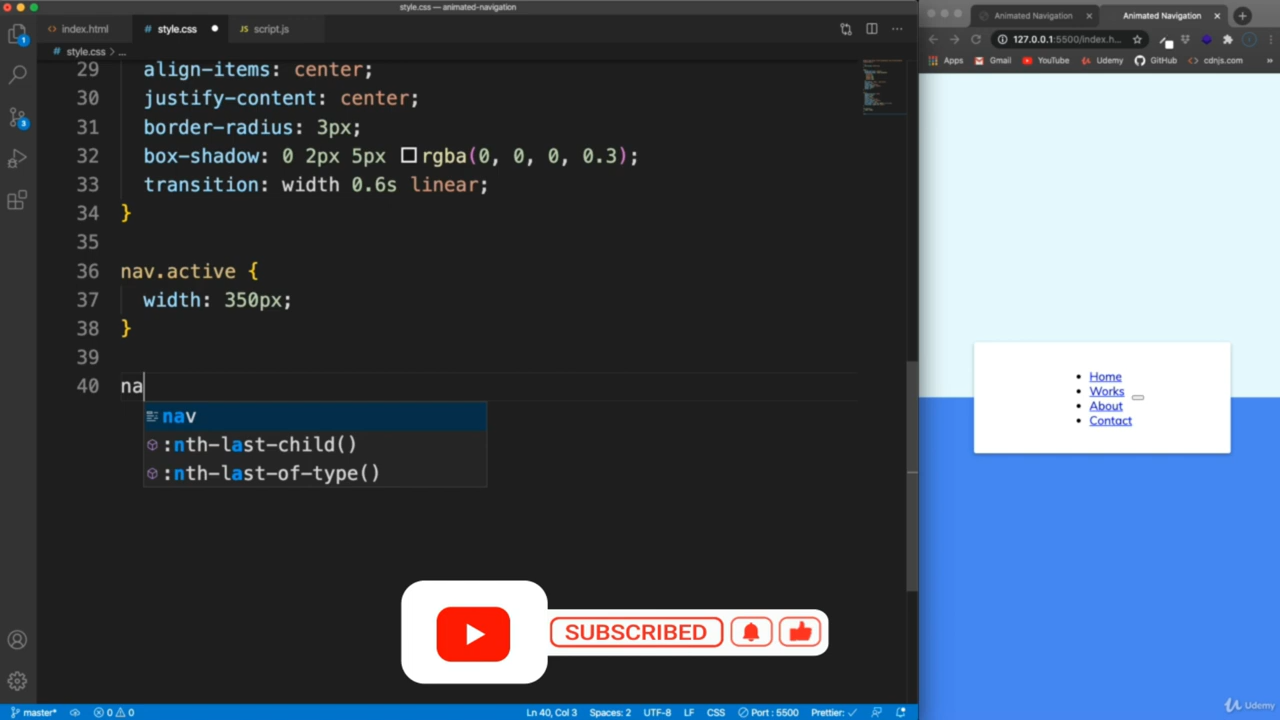 style.css — animated-navigation
index.html
style.css
JS script.js
style.css > ...
29 align-items: center;
30 justify-content: center;
31 border-radius: 3px;
32 box-shadow: 0 2px 5px rgba(0, 0, 0, 0.3);
33 transition: width 0.6s linear;
34 }
35
36 nav.active {
37 width: 350px;
38 }
39
40 na
nav
:nth-last-child()
:nth-last-of-type()
1
3
SUBSCRIBED
master*
0 0
Ln 40, Col 3
Spaces: 2
UTF-8
LF
CSS
Port : 5500
Prettier: ✓
Animated Navigation
Animated Navigation
127.0.0.1:5500/index.h...
Apps
Gmail
YouTube
Udemy
GitHub
cdnjs.com
»
• Home
• Works
• About
• Contact
Udemy